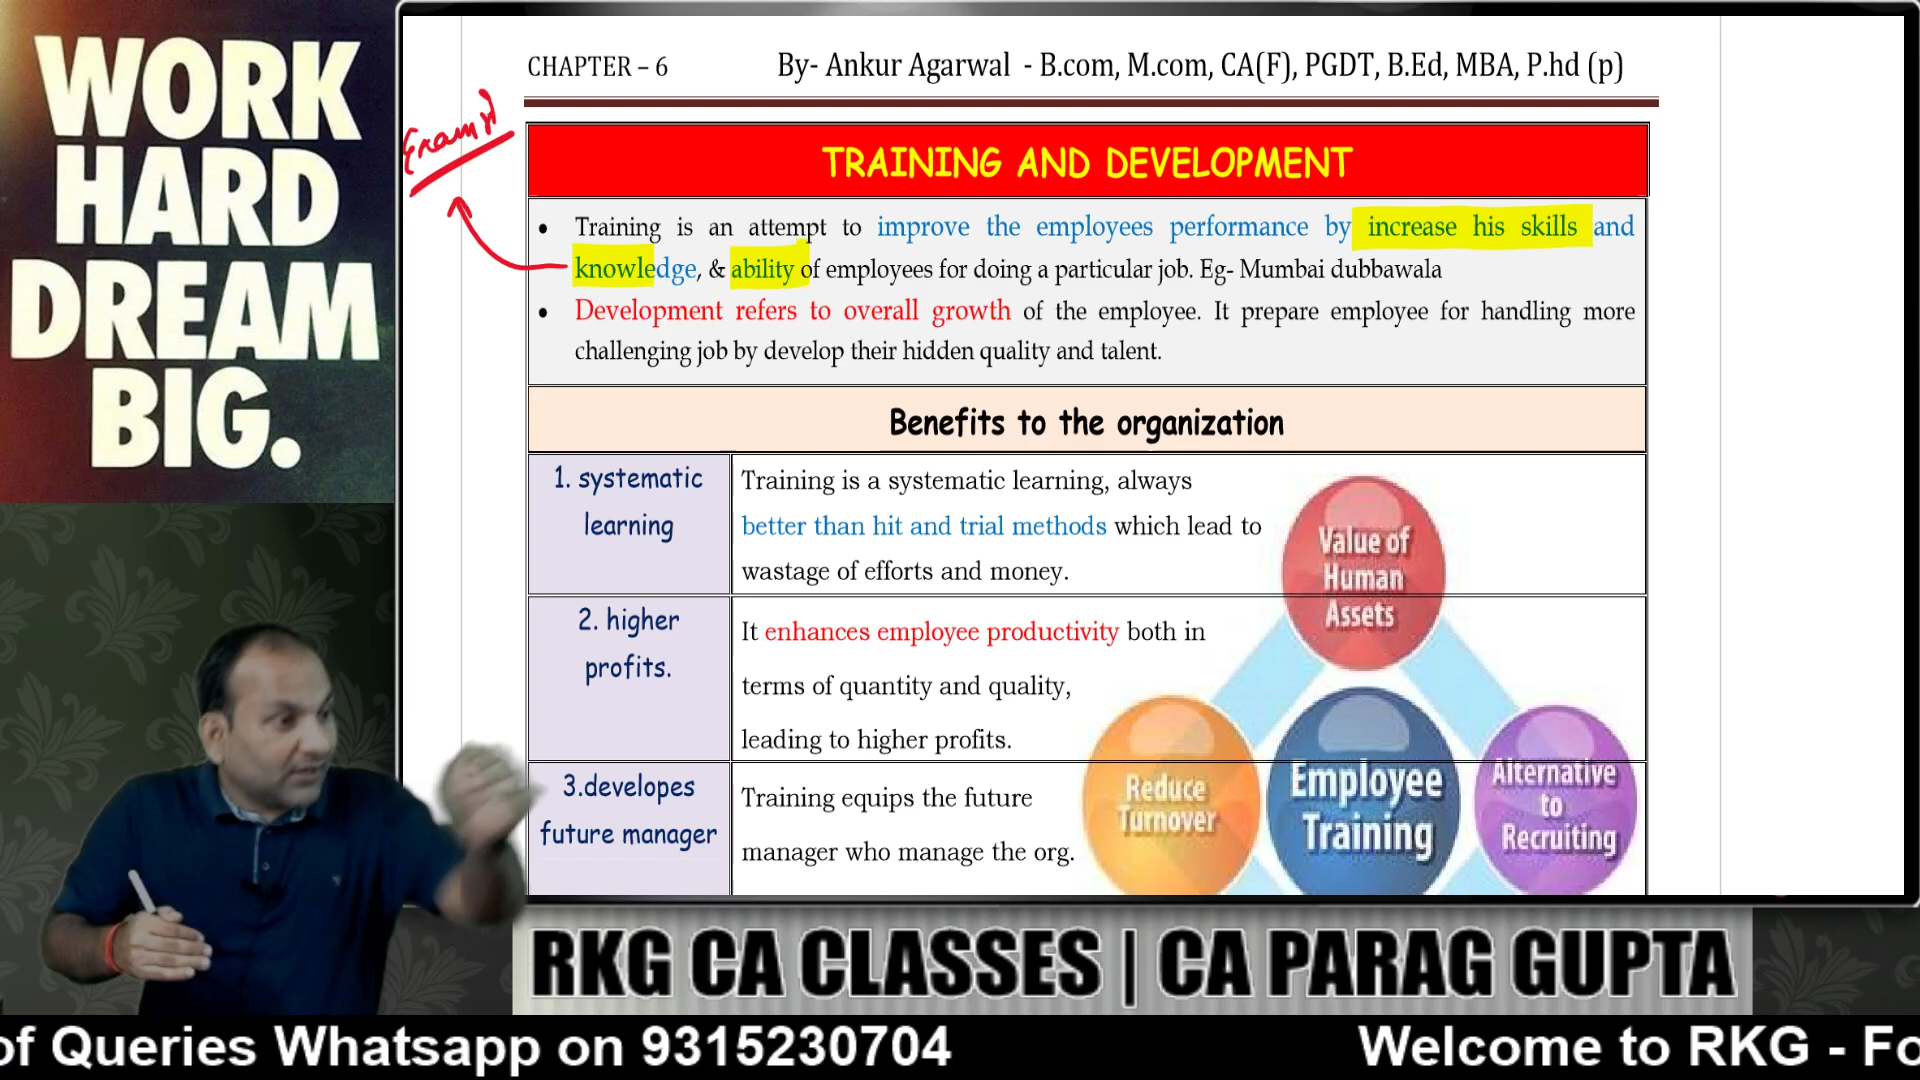 WORK
HARD
DREAM
BIG.
CHAPTER – 6
By- Ankur Agarwal - B.com, M.com, CA(F), PGDT, B.Ed, MBA, P.hd (p)
TRAINING AND DEVELOPMENT
• Training is an attempt to improve the employees performance by increase his skills and
knowledge, & ability of employees for doing a particular job. Eg- Mumbai dubbawala
• Development refers to overall growth of the employee. It prepare employee for handling more
challenging job by develop their hidden quality and talent.
Benefits to the organization
1. systematic
learning
Training is a systematic learning, always
better than hit and trial methods which lead to
wastage of efforts and money.
2. higher
profits.
It enhances employee productivity both in
terms of quantity and quality,
leading to higher profits.
3.developes
future manager
Training equips the future
manager who manage the org.
Value of
Human
Assets
Reduce
Turnover
Employee
Training
Alternative
to
Recruiting
RKG CA CLASSES | CA PARAG GUPTA
of Queries Whatsapp on 9315230704
Welcome to RKG - Fo